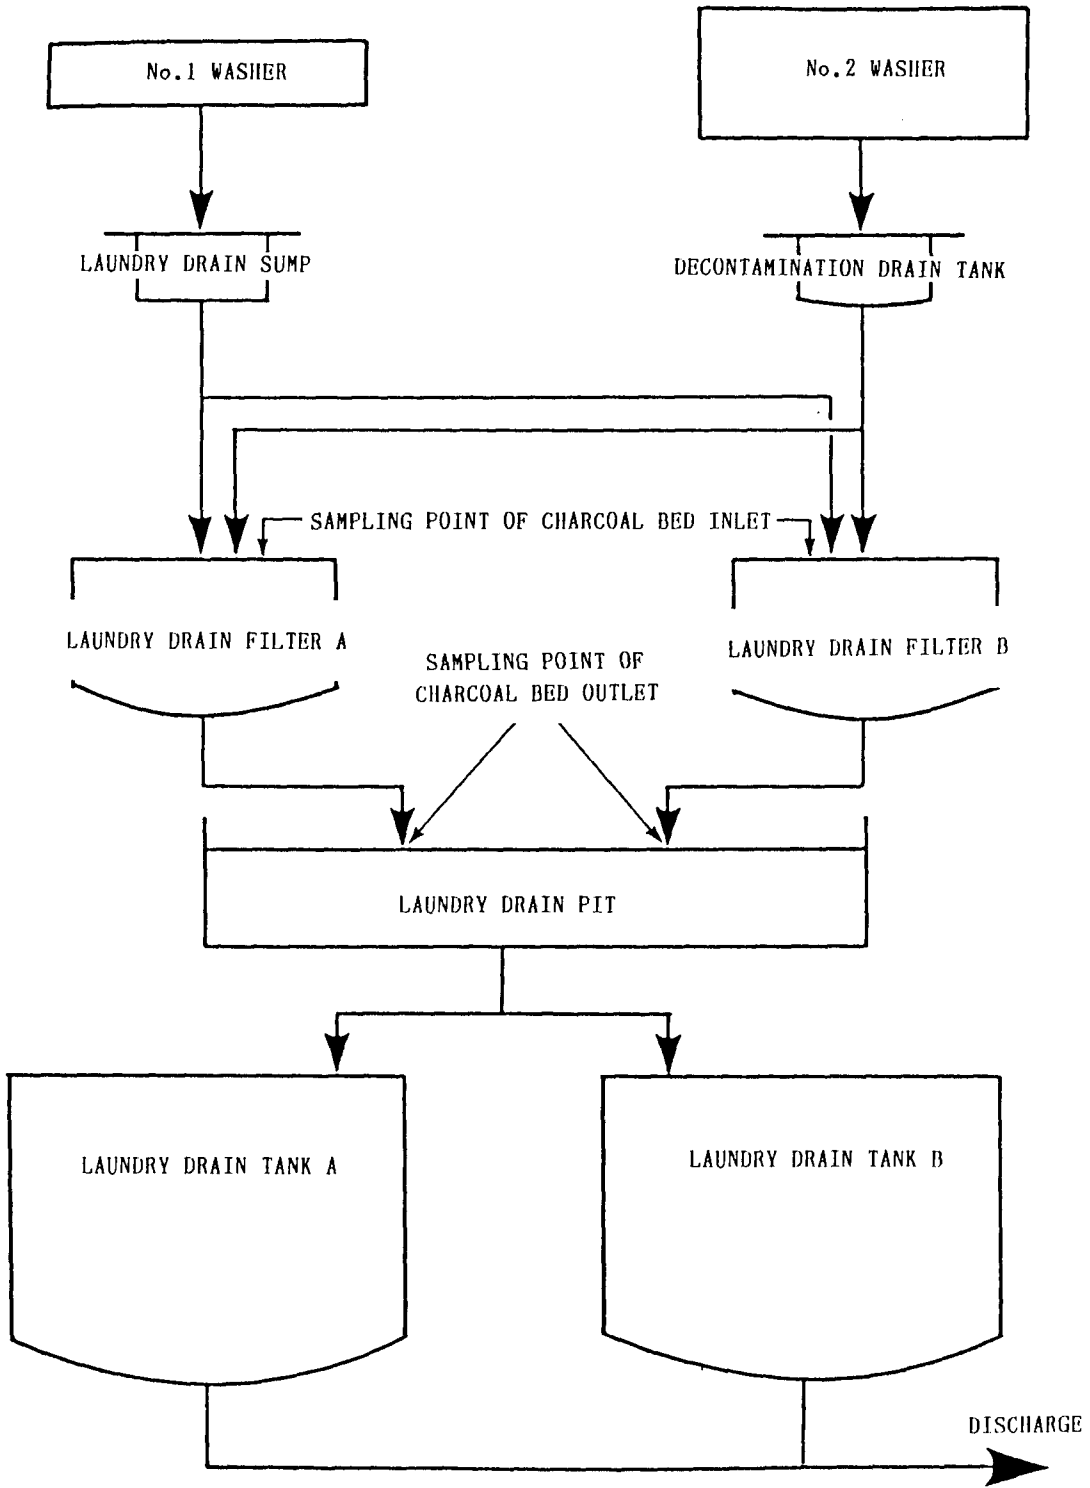 No.1 WASHER
No.2 WASHER
LAUNDRY DRAIN SUMP
DECONTAMINATION DRAIN TANK
SAMPLING POINT OF CHARCOAL BED INLET
LAUNDRY DRAIN FILTER A
LAUNDRY DRAIN FILTER B
SAMPLING POINT OF
CHARCOAL BED OUTLET
LAUNDRY DRAIN PIT
LAUNDRY DRAIN TANK A
LAUNDRY DRAIN TANK B
DISCHARGE